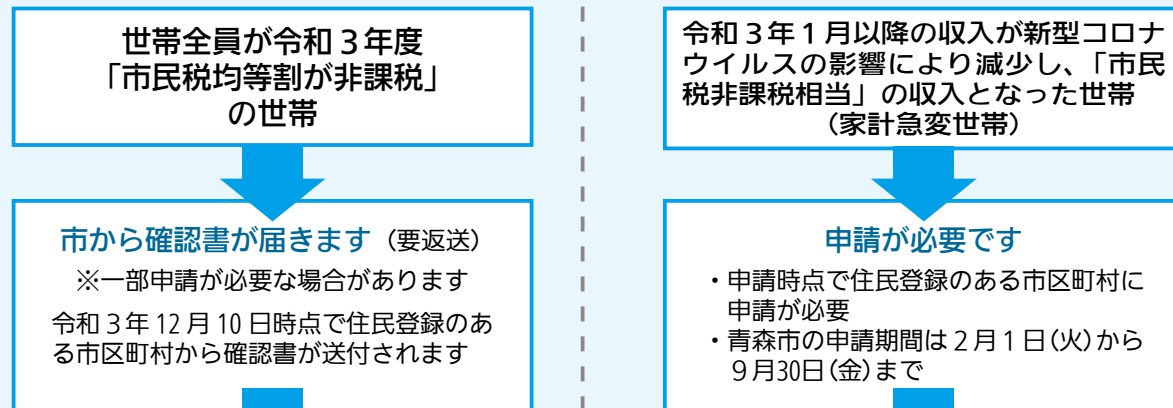 世帯全員が令和３年度
「市民税均等割が非課税」
の世帯
市から確認書が届きます（要返送）
※一部申請が必要な場合があります
令和３年12月10日時点で住民登録のあ
る市区町村から確認書が送付されます
令和３年１月以降の収入が新型コロナ
ウイルスの影響により減少し、「市民
税非課税相当」の収入となった世帯
（家計急変世帯）
申請が必要です
・申請時点で住民登録のある市区町村に
申請が必要
・青森市の申請期間は２月１日(火)から
９月30日(金)まで